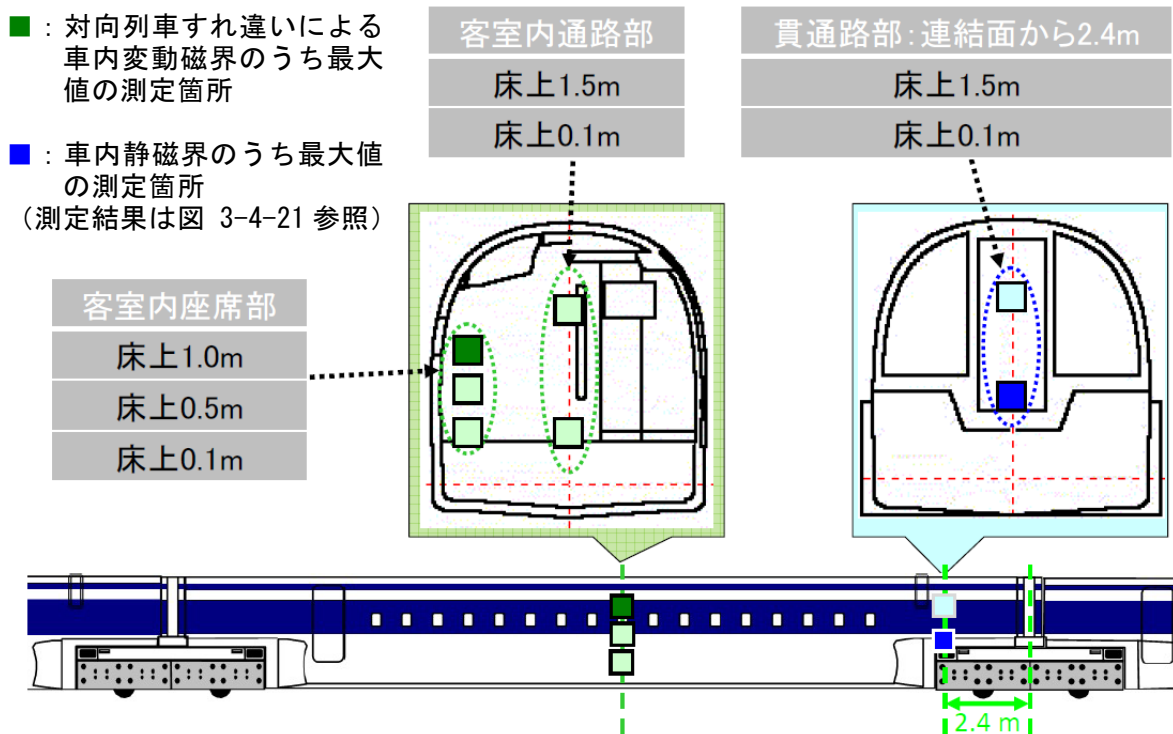 ■：対向列車すれ違いによる
車内変動磁界のうち最大
値の測定箇所
■：車内静磁界のうち最大値
の測定箇所
（測定結果は図 3-4-21 参照）
客室内通路部
床上1.5m
床上0.1m
貫通路部：連結面から2.4m
床上1.5m
床上0.1m
客室内座席部
床上1.0m
床上0.5m
床上0.1m
2.4 m